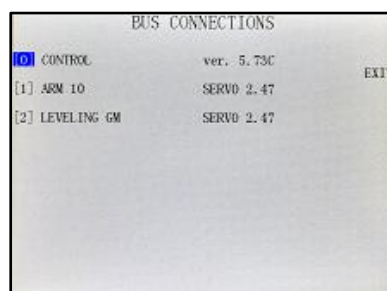 BUS CONNECTIONS
[0] CONTROL ver. 5.73C
EXI
[1] ARM 10 SERVO 2.47
[2] LEVELING GM SERVO 2.47